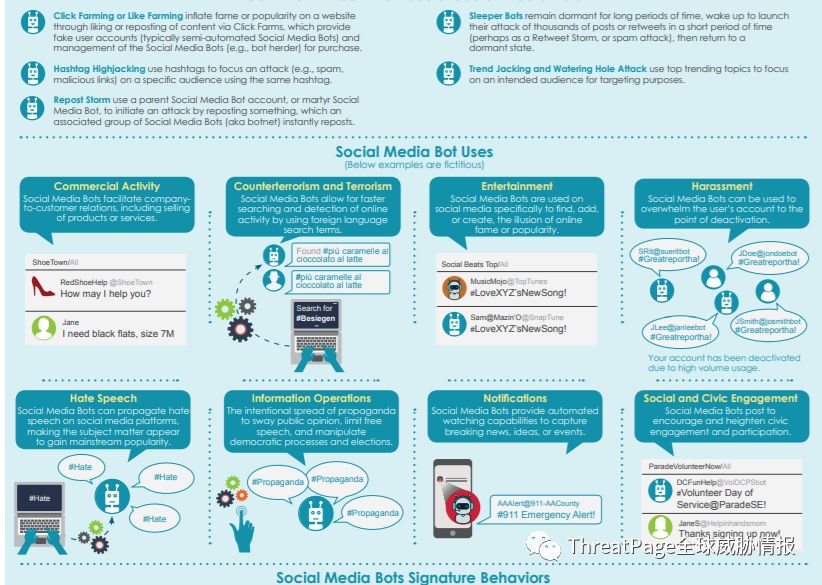 Click Farming or Like Farming inflate fame or popularity on a website
through liking or reposting of content via Click Farms, which provide
fake user accounts (typically semi-automated Social Media Bots) and
management of the Social Media Bots (e.g., bot herder) for purchase.
Hashtag Highjacking use hashtags to focus an attack (e.g., spam,
malicious links) on a specific audience using the same hashtag.
Repost Storm use a parent Social Media Bot account, or martyr Social
Media Bot, to initiate an attack by reposting something, which an
associated group of Social Media Bots (aka botnet) instantly reposts.
Sleeper Bots remain dormant for long periods of time, wake up to launch
their attack of thousands of posts or retweets in a short period of time
(perhaps as a Retweet Storm, or spam attack), then return to a
dormant state.
Trend Jacking and Watering Hole Attack use top trending topics to focus
on an intended audience for targeting purposes.
Social Media Bot Uses
(Below examples are fictitious)
Commercial Activity
Social Media Bots facilitate company-
to-customer relations, including selling
of products or services.
ShoeTown/All
RedShoeHelp @ShoeTown
How may I help you?
Jane
I need black flats, size 7M
Counterterrorism and Terrorism
Social Media Bots allow for faster
searching and detection of online
activity by using foreign language
search terms.
Found #più caramelle al
cioccolato al latte
#più caramelle al
cioccolato al latte
Search for
#Besiegen
Entertainment
Social Media Bots are used on
social media specifically to find, add,
or create, the illusion of online
fame or popularity.
Social Beats Top/All
MusicMojo@TopTunes
#LoveXYZ'sNewSong!
Sam@Mazin'O@SnapTune
#LoveXYZ'sNewSong!
Harassment
Social Media Bots can be used to
overwhelm the user's account to the
point of deactivation.
SRit@sueritbot
#Greatreportha!
JDoe@jondoebot
#Greatreportha!
JLee@janleebot
#Greatreportha!
JSmith@josmithbot
#Greatreportha!
Your account has been deactivated
due to high volume usage.
Hate Speech
Social Media Bots can propagate hate
speech on social media platforms,
making the subject matter appear
to gain mainstream popularity.
#Hate
#Hate
#Hate
#Hate
Information Operations
The intentional spread of propaganda
to sway public opinion, limit free
speech, and manipulate
democratic processes and elections.
#Propaganda
#Propaganda
#Propaganda
Notifications
Social Media Bots provide automated
watching capabilities to capture
breaking news, ideas, or events.
AAAlert@911-AACounty
#911 Emergency Alert!
Social and Civic Engagement
Social Media Bots post to
encourage and heighten civic
engagement and participation.
ParadeVolunteerNow/All
DCFunHelp@VolDCPSbot
#Volunteer Day of
Service@ParadeSE!
JaneS@Helpinhandsmom
Thanks signing up now!
ThreatPage全球威胁情报
Social Media Bots Signature Behaviors